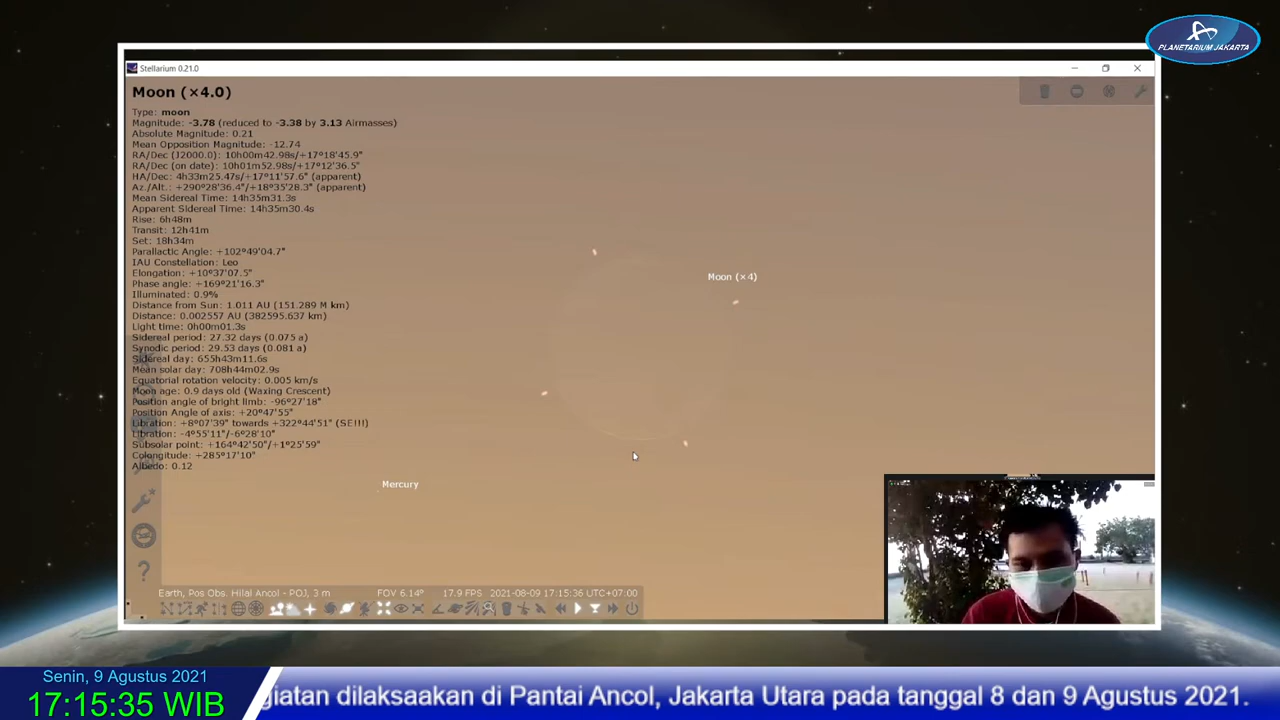 PLANETARIUM JAKARTA
Stellarium 0.21.0
Moon (×4.0)
Type: moon
Magnitude: -3.78 (reduced to -3.38 by 3.13 Airmasses)
Absolute Magnitude: 0.21
Mean Opposition Magnitude: -12.74
RA/Dec (J2000.0): 10h00m42.98s/+17°18'45.9"
RA/Dec (on date): 10h01m52.98s/+17°12'36.5"
HA/Dec: 4h33m25.47s/+17°11'57.6" (apparent)
Az./Alt.: +290°28'36.4"/+18°35'28.3" (apparent)
Mean Sidereal Time: 14h35m31.3s
Apparent Sidereal Time: 14h35m30.4s
Rise: 6h48m
Transit: 12h41m
Set: 18h34m
Parallactic Angle: +102°49'04.7"
IAU Constellation: Leo
Elongation: +10°37'07.5"
Phase angle: +169°21'16.3"
Illuminated: 0.9%
Distance from Sun: 1.011 AU (151.289 M km)
Distance: 0.002557 AU (382595.637 km)
Light time: 0h00m01.3s
Sidereal period: 27.32 days (0.075 a)
Synodic period: 29.53 days (0.081 a)
Sidereal day: 655h43m11.6s
Mean solar day: 708h44m02.9s
Equatorial rotation velocity: 0.005 km/s
Moon age: 0.9 days old (Waxing Crescent)
Position angle of bright limb: -96°27'18"
Position Angle of axis: +20°47'55"
Libration: +8°07'39" towards +322°44'51" (SE!!!)
Libration: -4°55'11"/-6°28'10"
Subsolar point: +164°42'50"/+1°25'59"
Colongitude: +285°17'10"
Albedo: 0.12
Moon (×4)
Mercury
Earth, Pos Obs. Hilal Ancol - POJ, 3 m FOV 6.14° 17.9 FPS 2021-08-09 17:15:36 UTC+07:00
Senin, 9 Agustus 2021
17:15:35 WIB
giatan dilaksaakan di Pantai Ancol, Jakarta Utara pada tanggal 8 dan 9 Agustus 2021.